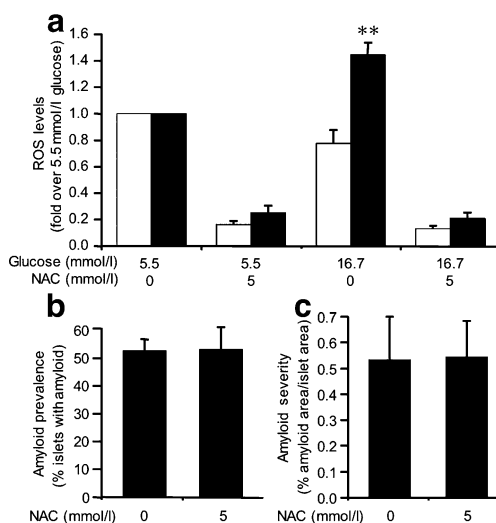 a
ROS levels
(fold over 5.5 mmol/l glucose)
1.6
1.4
1.2
1.0
0.8
0.6
0.4
0.2
0
**
Glucose (mmol/l) 5.5 5.5 16.7 16.7
NAC (mmol/l) 0 5 0 5
b
Amyloid prevalence
(% islets with amyloid)
60
50
40
30
20
10
0
NAC (mmol/l) 0 5
c
Amyloid severity
(% amyloid area/islet area)
0.7
0.6
0.5
0.4
0.3
0.2
0.1
0.0
NAC (mmol/l) 0 5